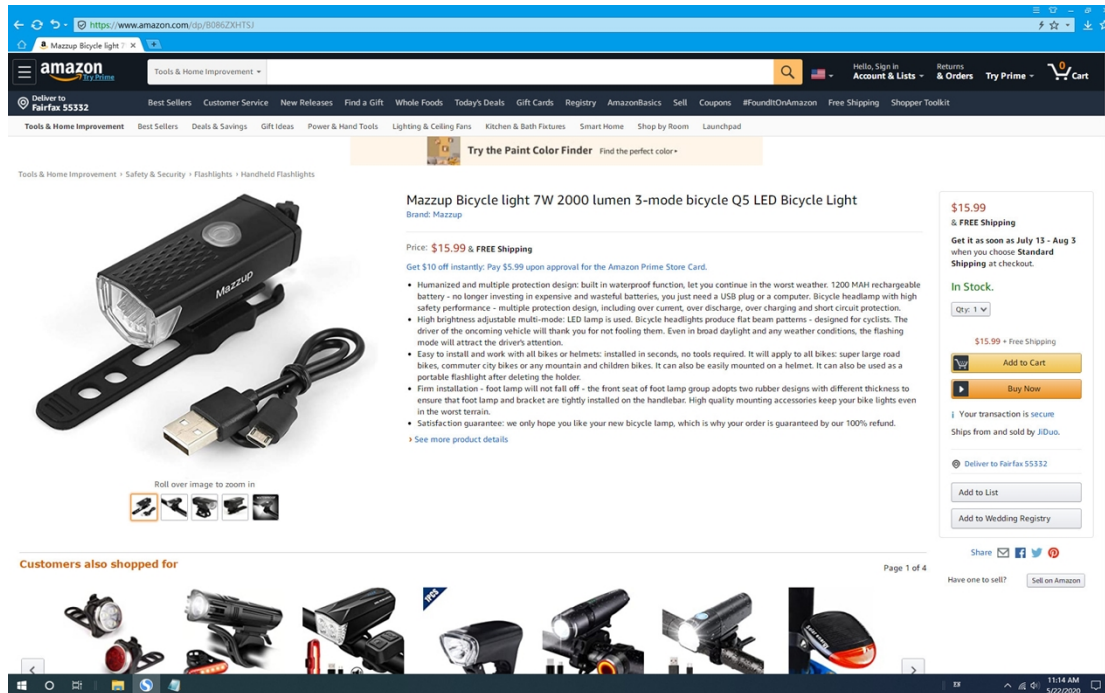 https://www.amazon.com/dp/B086ZXHTSJ
Mazzup Bicycle light 7
amazon
Try Prime
Tools & Home Improvement
Hello, Sign in
Account & Lists
Returns
& Orders
Try Prime
0
Cart
Deliver to
Fairfax 55332
Best Sellers Customer Service New Releases Find a Gift Whole Foods Today's Deals Gift Cards Registry AmazonBasics Sell Coupons #FoundItOnAmazon Free Shipping Shopper Toolkit
Tools & Home Improvement Best Sellers Deals & Savings Gift Ideas Power & Hand Tools Lighting & Ceiling Fans Kitchen & Bath Fixtures Smart Home Shop by Room Launchpad
Try the Paint Color Finder Find the perfect color
Tools & Home Improvement › Safety & Security › Flashlights › Handheld Flashlights
Mazzup
Roll over image to zoom in
Mazzup Bicycle light 7W 2000 lumen 3-mode bicycle Q5 LED Bicycle Light
Brand: Mazzup
Price: $15.99 & FREE Shipping
Get $10 off instantly: Pay $5.99 upon approval for the Amazon Prime Store Card.
• Humanized and multiple protection design: built in waterproof function, let you continue in the worst weather. 1200 MAH rechargeable
battery - no longer investing in expensive and wasteful batteries, you just need a USB plug or a computer. Bicycle headlamp with high
safety performance - multiple protection design, including over current, over discharge, over charging and short circuit protection.
• High brightness adjustable multi-mode: LED lamp is used. Bicycle headlights produce flat beam patterns - designed for cyclists. The
driver of the oncoming vehicle will thank you for not fooling them. Even in broad daylight and any weather conditions, the flashing
mode will attract the driver's attention.
• Easy to install and work with all bikes or helmets: installed in seconds, no tools required. It will apply to all bikes: super large road
bikes, commuter city bikes or any mountain and children bikes. It can also be easily mounted on a helmet. It can also be used as a
portable flashlight after deleting the holder.
• Firm installation - foot lamp will not fall off - the front seat of foot lamp group adopts two rubber designs with different thickness to
ensure that foot lamp and bracket are tightly installed on the handlebar. High quality mounting accessories keep your bike lights even
in the worst terrain.
• Satisfaction guarantee: we only hope you like your new bicycle lamp, which is why your order is guaranteed by our 100% refund.
› See more product details
$15.99
& FREE Shipping
Get it as soon as July 13 - Aug 3
when you choose Standard
Shipping at checkout.
In Stock.
Qty: 1
$15.99 + Free Shipping
Add to Cart
Buy Now
Your transaction is secure
Ships from and sold by JiDuo.
Deliver to Fairfax 55332
Add to List
Add to Wedding Registry
Share
Have one to sell?
Sell on Amazon
Customers also shopped for
Page 1 of 4
1PCS
11:14 AM
5/22/2020